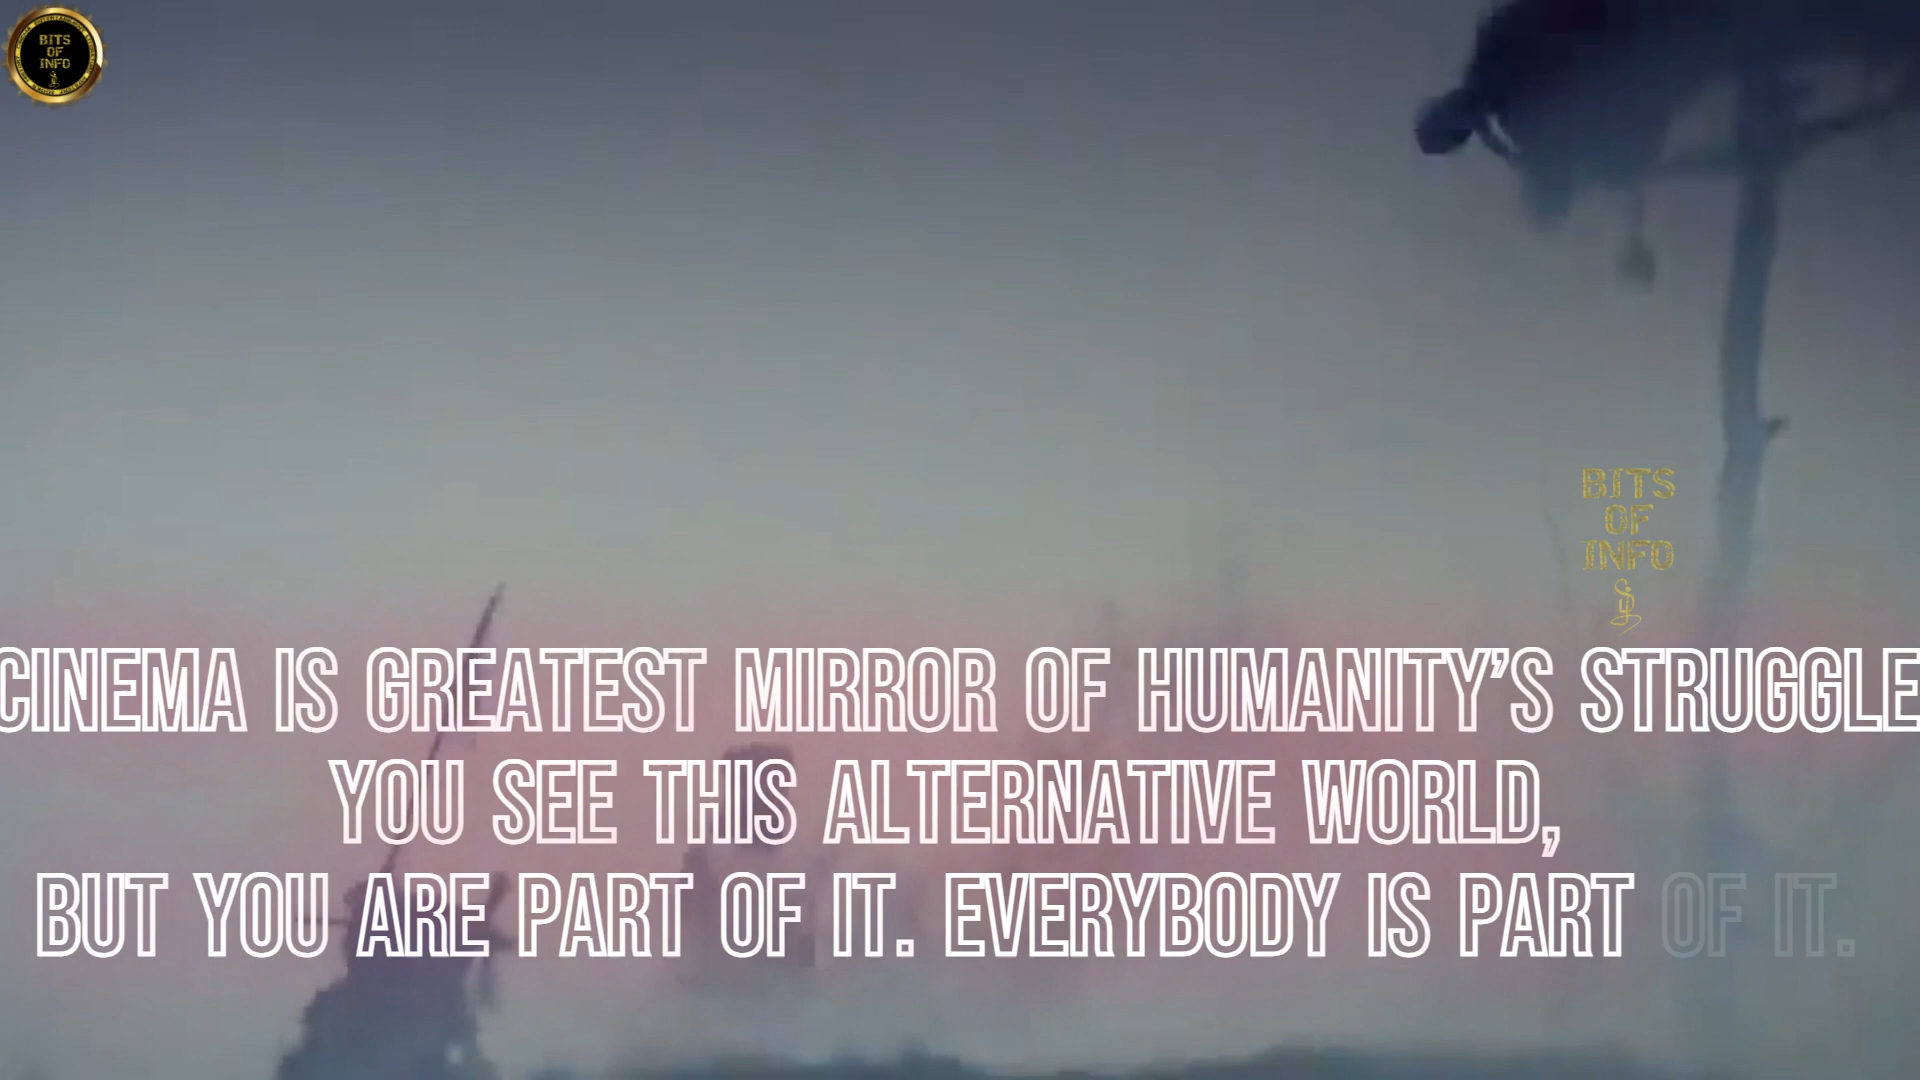 BITS
OF
INFO
BITS
OF
INFO
CINEMA IS GREATEST MIRROR OF HUMANITY'S STRUGGLE
YOU SEE THIS ALTERNATIVE WORLD,
BUT YOU ARE PART OF IT. EVERYBODY IS PART OF IT.